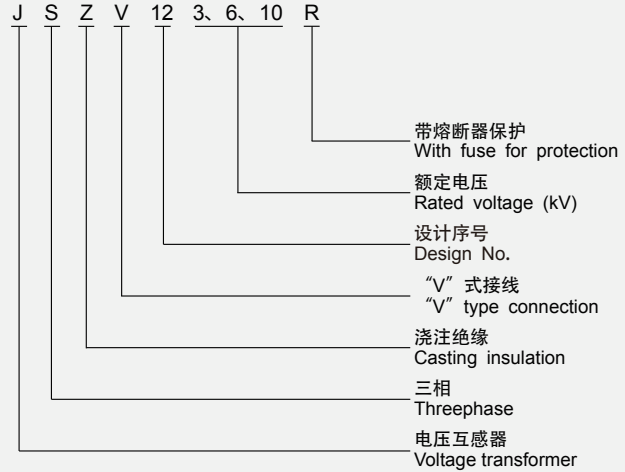 J S Z V 12 3、6、10 R
带熔断器保护
With fuse for protection
额定电压
Rated voltage (kV)
设计序号
Design No.
“V”式接线
“V” type connection
浇注绝缘
Casting insulation
三相
Threephase
电压互感器
Voltage transformer